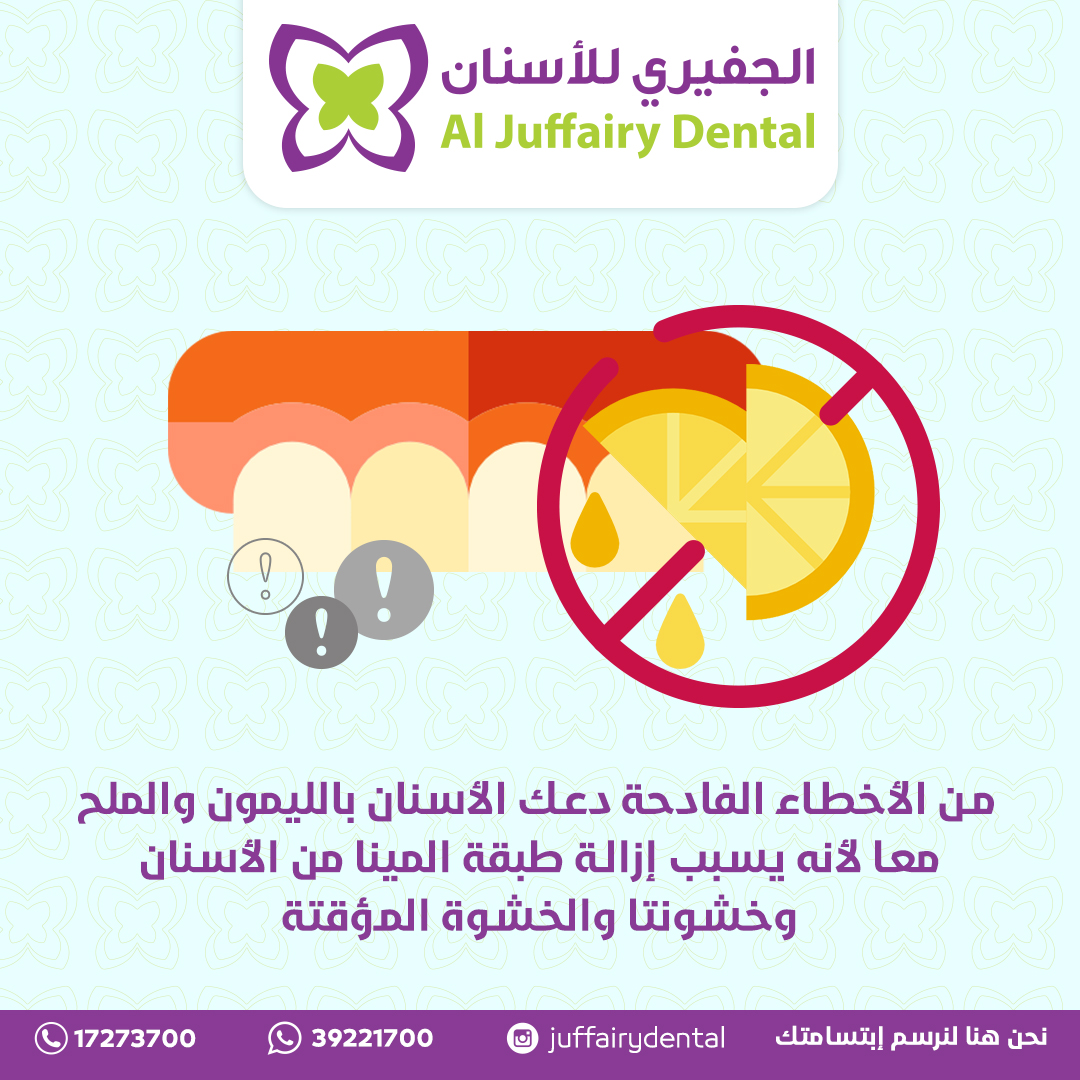 الجفيري للأسنان
Al Juffairy Dental
من الأخطاء الفادحة دعك الأسنان بالليمون والملح
معا لأنه يسبب إزالة طبقة المينا من الأسنان
وخشونتا والخشوة المؤقتة
نحن هنا لنرسم إبتسامتك
juffairydental
39221700
17273700